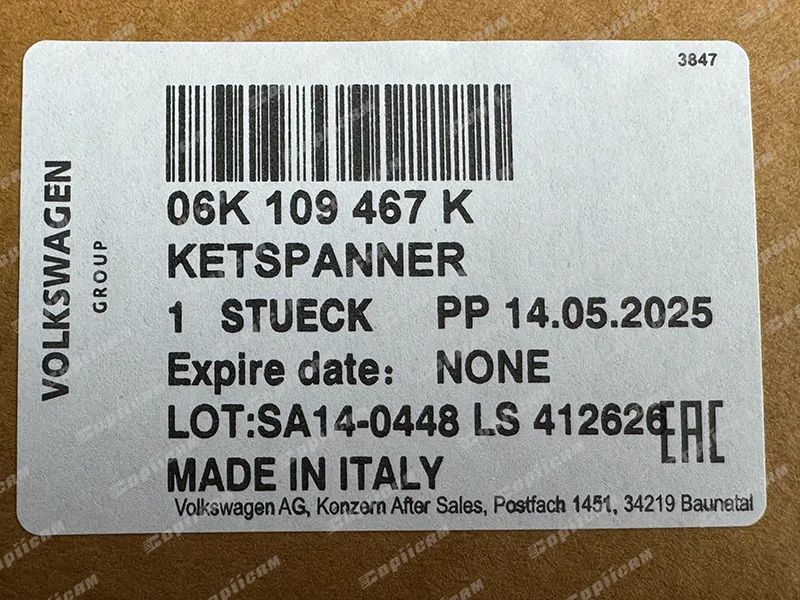 3847
VOLKSWAGEN
GROUP
06K 109 467 K
KETSPANNER
1 STUECK PP 14.05.2025
Expire date: NONE
LOT:SA14-0448 LS 412626
EAC
MADE IN ITALY
Volkswagen AG, Konzern After Sales, Postfach 1451, 34219 Baunatal